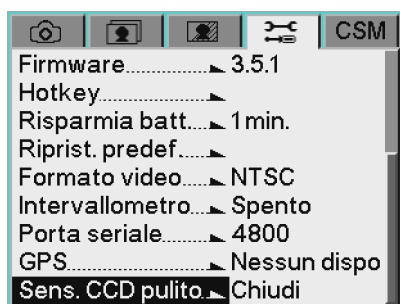 CSM
Firmware 3.5.1
Hotkey
Risparmia batt. 1 min.
Riprist. predef.
Formato video NTSC
Intervallometro Spento
Porta seriale 4800
GPS Nessun dispo
Sens. CCD pulito Chiudi